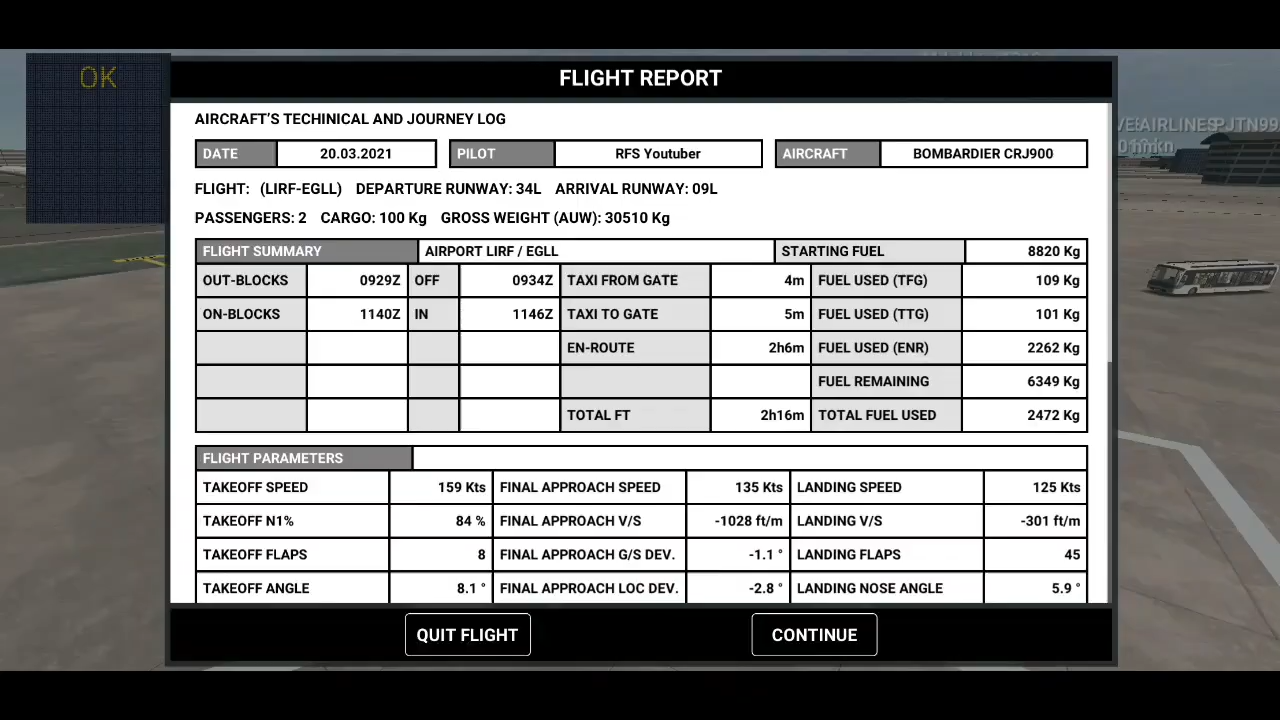 OK
FLIGHT REPORT
AIRCRAFT'S TECHINICAL AND JOURNEY LOG
DATE 20.03.2021 PILOT RFS Youtuber AIRCRAFT BOMBARDIER CRJ900
FLIGHT: (LIRF-EGLL) DEPARTURE RUNWAY: 34L ARRIVAL RUNWAY: 09L
PASSENGERS: 2 CARGO: 100 Kg GROSS WEIGHT (AUW): 30510 Kg
FLIGHT SUMMARY AIRPORT LIRF / EGLL STARTING FUEL 8820 Kg
OUT-BLOCKS 0929Z OFF 0934Z TAXI FROM GATE 4m FUEL USED (TFG) 109 Kg
ON-BLOCKS 1140Z IN 1146Z TAXI TO GATE 5m FUEL USED (TTG) 101 Kg
EN-ROUTE 2h6m FUEL USED (ENR) 2262 Kg
FUEL REMAINING 6349 Kg
TOTAL FT 2h16m TOTAL FUEL USED 2472 Kg
FLIGHT PARAMETERS
TAKEOFF SPEED 159 Kts FINAL APPROACH SPEED 135 Kts LANDING SPEED 125 Kts
TAKEOFF N1% 84 % FINAL APPROACH V/S -1028 ft/m LANDING V/S -301 ft/m
TAKEOFF FLAPS 8 FINAL APPROACH G/S DEV. -1.1 ° LANDING FLAPS 45
TAKEOFF ANGLE 8.1 ° FINAL APPROACH LOC DEV. -2.8 ° LANDING NOSE ANGLE 5.9 °
QUIT FLIGHT CONTINUE